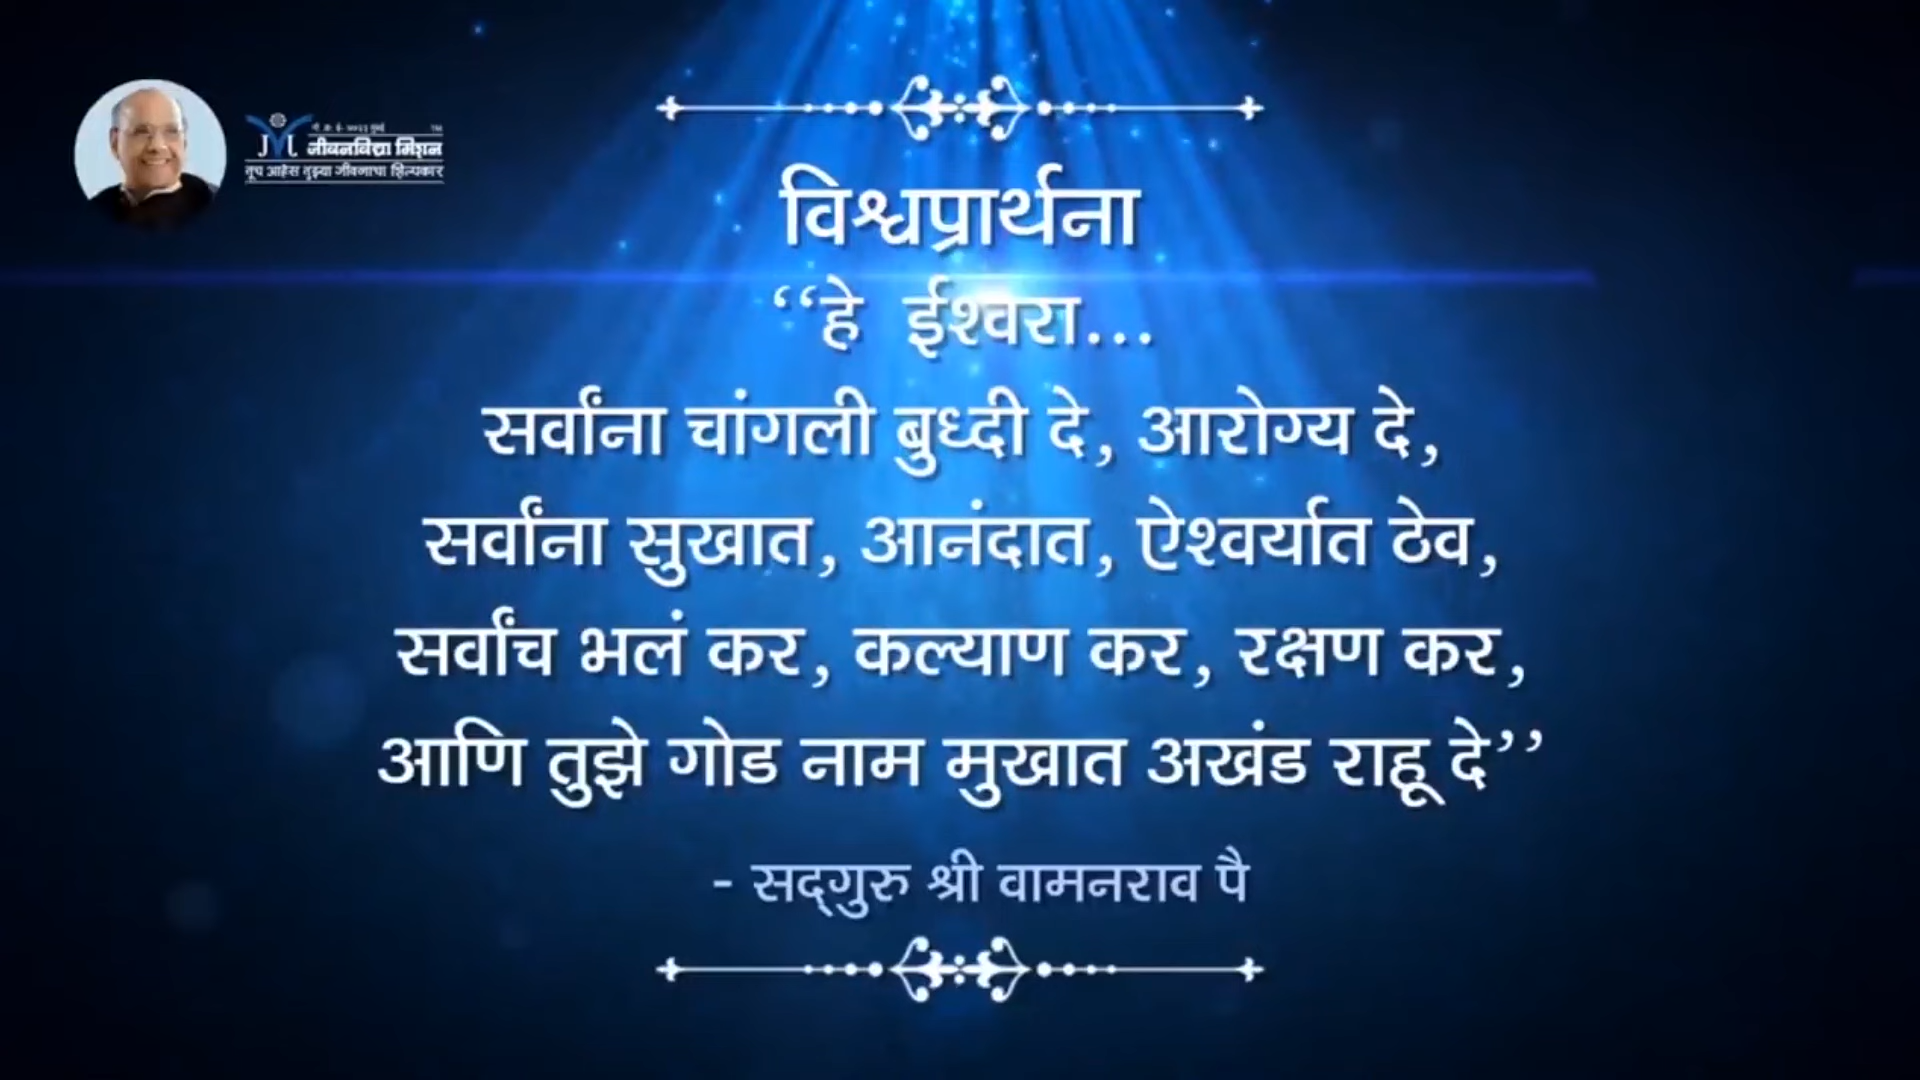 जीवनविद्या मिशन
तूच आहेस तुझ्या जीवनाचा शिल्पकार
विश्वप्रार्थना
“हे ईश्वरा...
सर्वांना चांगली बुध्दी दे, आरोग्य दे,
सर्वांना सुखात, आनंदात, ऐश्वर्यात ठेव,
सर्वांच भलं कर, कल्याण कर, रक्षण कर,
आणि तुझे गोड नाम मुखात अखंड राहू दे”
- सद्‌गुरु श्री वामनराव पै